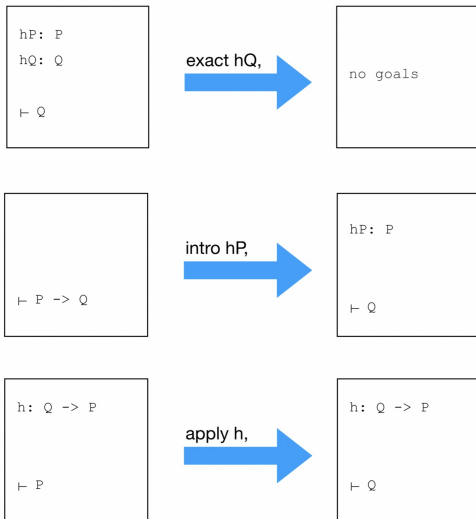 hP: P
hQ: Q
⊢ Q
exact hQ,
no goals
⊢ P -> Q
intro hP,
hP: P
⊢ Q
h: Q -> P
⊢ P
apply h,
h: Q -> P
⊢ Q